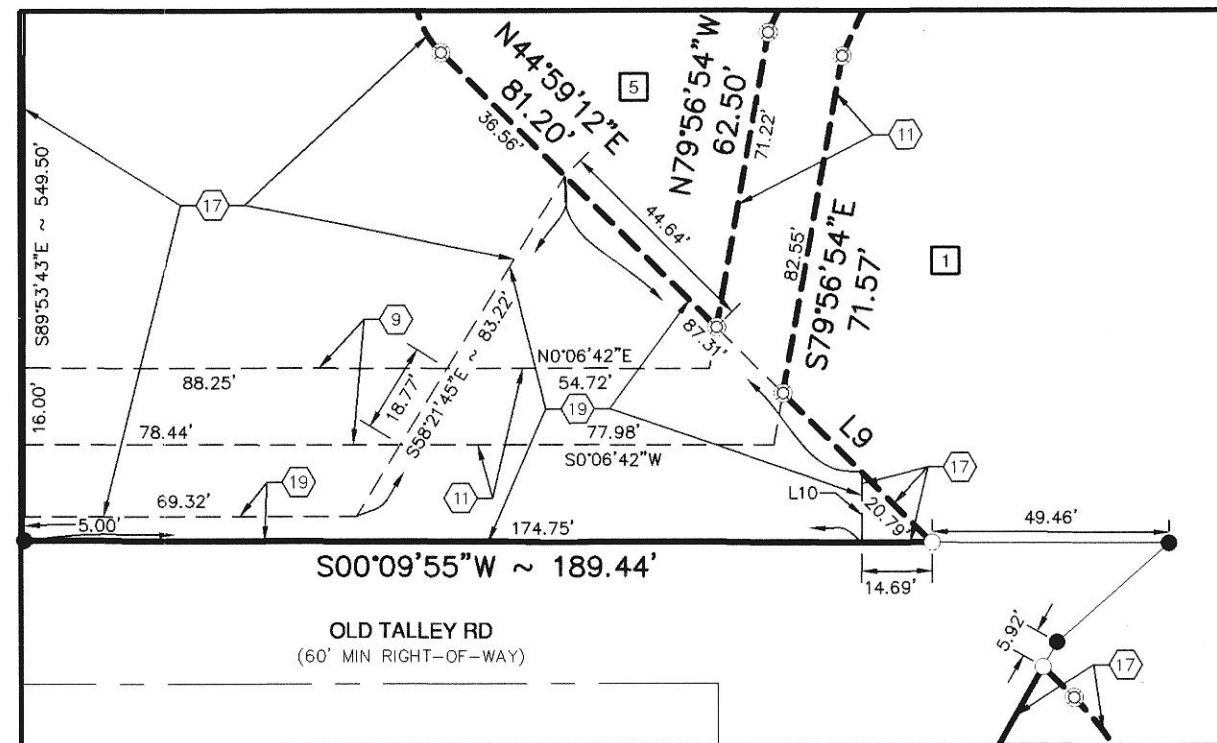 N44°59'12"E
81.20'
36.56'
5
N79°56'54"W
62.50'
71.22'
11
82.55'
S79°56'54"E
71.57'
1
S89°53'43"E ~ 549.50'
17
44.64'
87.31'
9
N0°06'42"E
88.25'
54.72'
18.77'
S58°21'45"E ~ 83.22'
19
16.00'
78.44'
77.98'
S0°06'42"W
L9
17
11
L10
20.79'
19
69.32'
5.00'
174.75'
49.46'
S00°09'55"W ~ 189.44'
14.69'
OLD TALLEY RD
(60' MIN RIGHT-OF-WAY)
5.92'
17